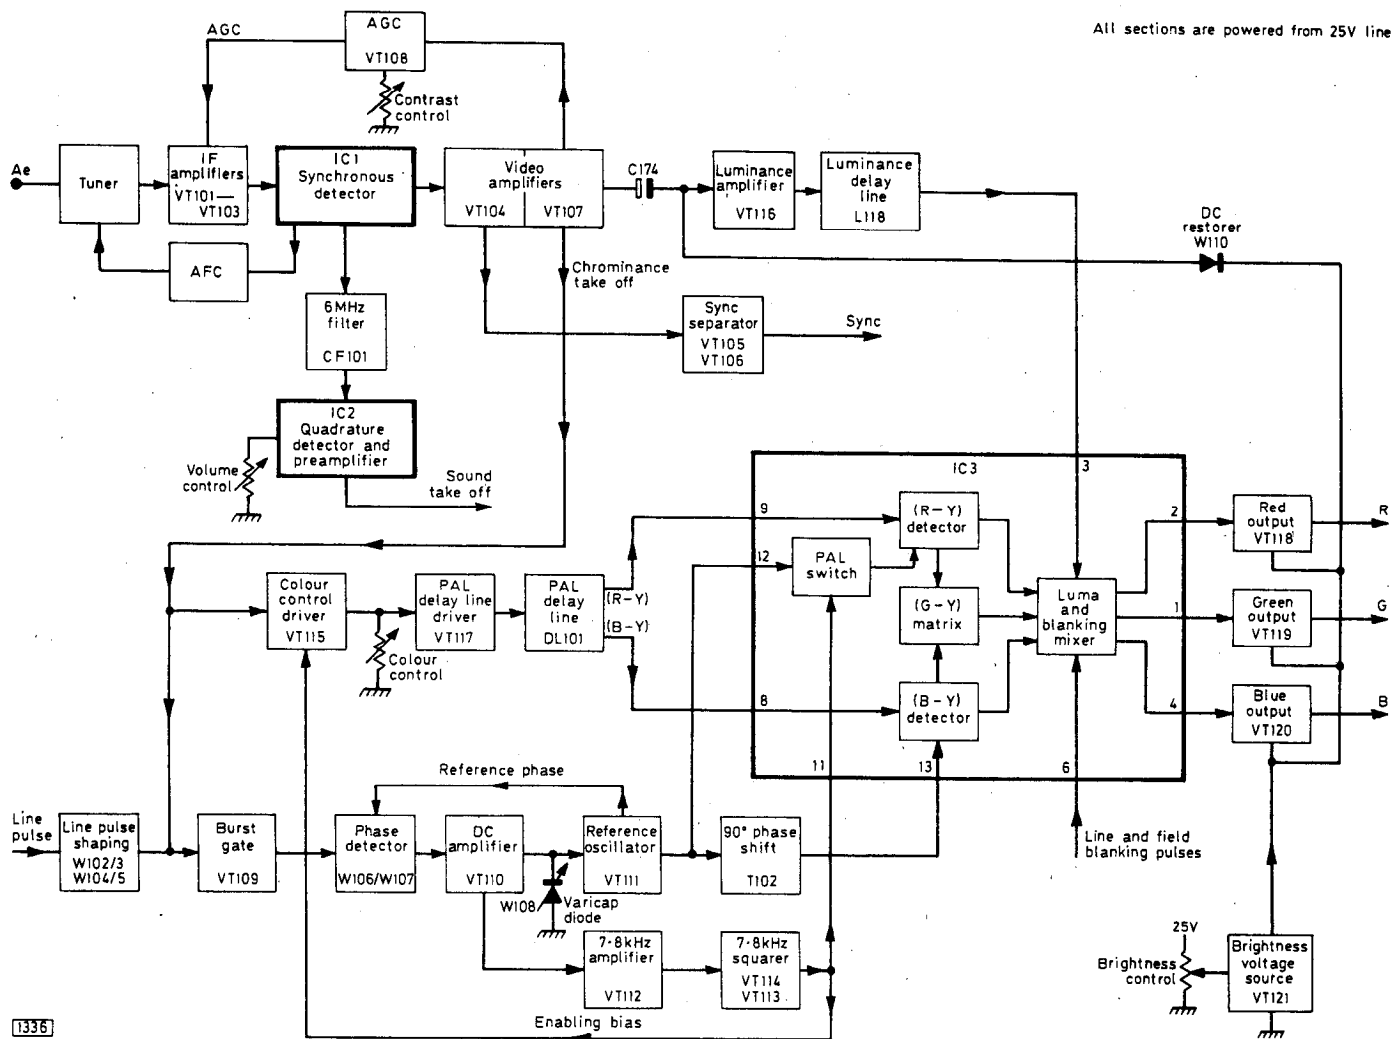 All sections are powered from 25V line
AGC
AGC
VT108
Contrast
control
Ae
Tuner
IF
amplifiers
VT101—
VT103
IC1
Synchronous
detector
Video
amplifiers
VT104
VT107
C174
Luminance
amplifier
VT116
Luminance
delay
line
L118
DC
restorer
W110
AFC
Chrominance
take off
6MHz
filter
CF101
Sync
separator
VT105
VT106
Sync
IC2
Quadrature
detector and
preamplifier
Volume
control
Sound
take off
IC3
3
9
(R-Y)
detector
2
Red
output
VT118
R
12
PAL
switch
Colour
control
driver
VT115
PAL
delay line
driver
VT117
PAL
delay
line
DL101
(R-Y)
(B-Y)
(G-Y)
matrix
Luma
and
blanking
mixer
1
Green
output
VT119
G
Colour
control
8
(B-Y)
detector
4
Blue
output
VT120
B
11
13
6
Reference phase
Line
pulse
Line pulse
shaping
W102/3
W104/5
Burst
gate
VT109
Phase
detector
W106/W107
DC
amplifier
VT110
Reference
oscillator
VT111
90° phase
shift
T102
Line and field
blanking pulses
W108
Varicap
diode
7·8kHz
amplifier
VT112
7·8kHz
squarer
VT114
VT113
25V
Brightness
control
Brightness
voltage
source
VT121
Enabling bias
1336